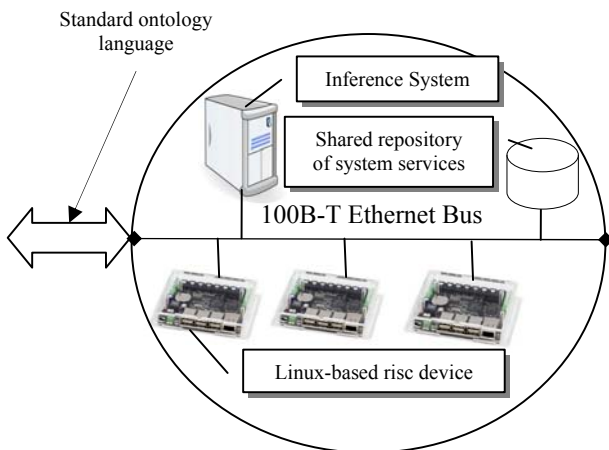 Standard ontology
language
Inference System
Shared repository
of system services
100B-T Ethernet Bus
Linux-based risc device